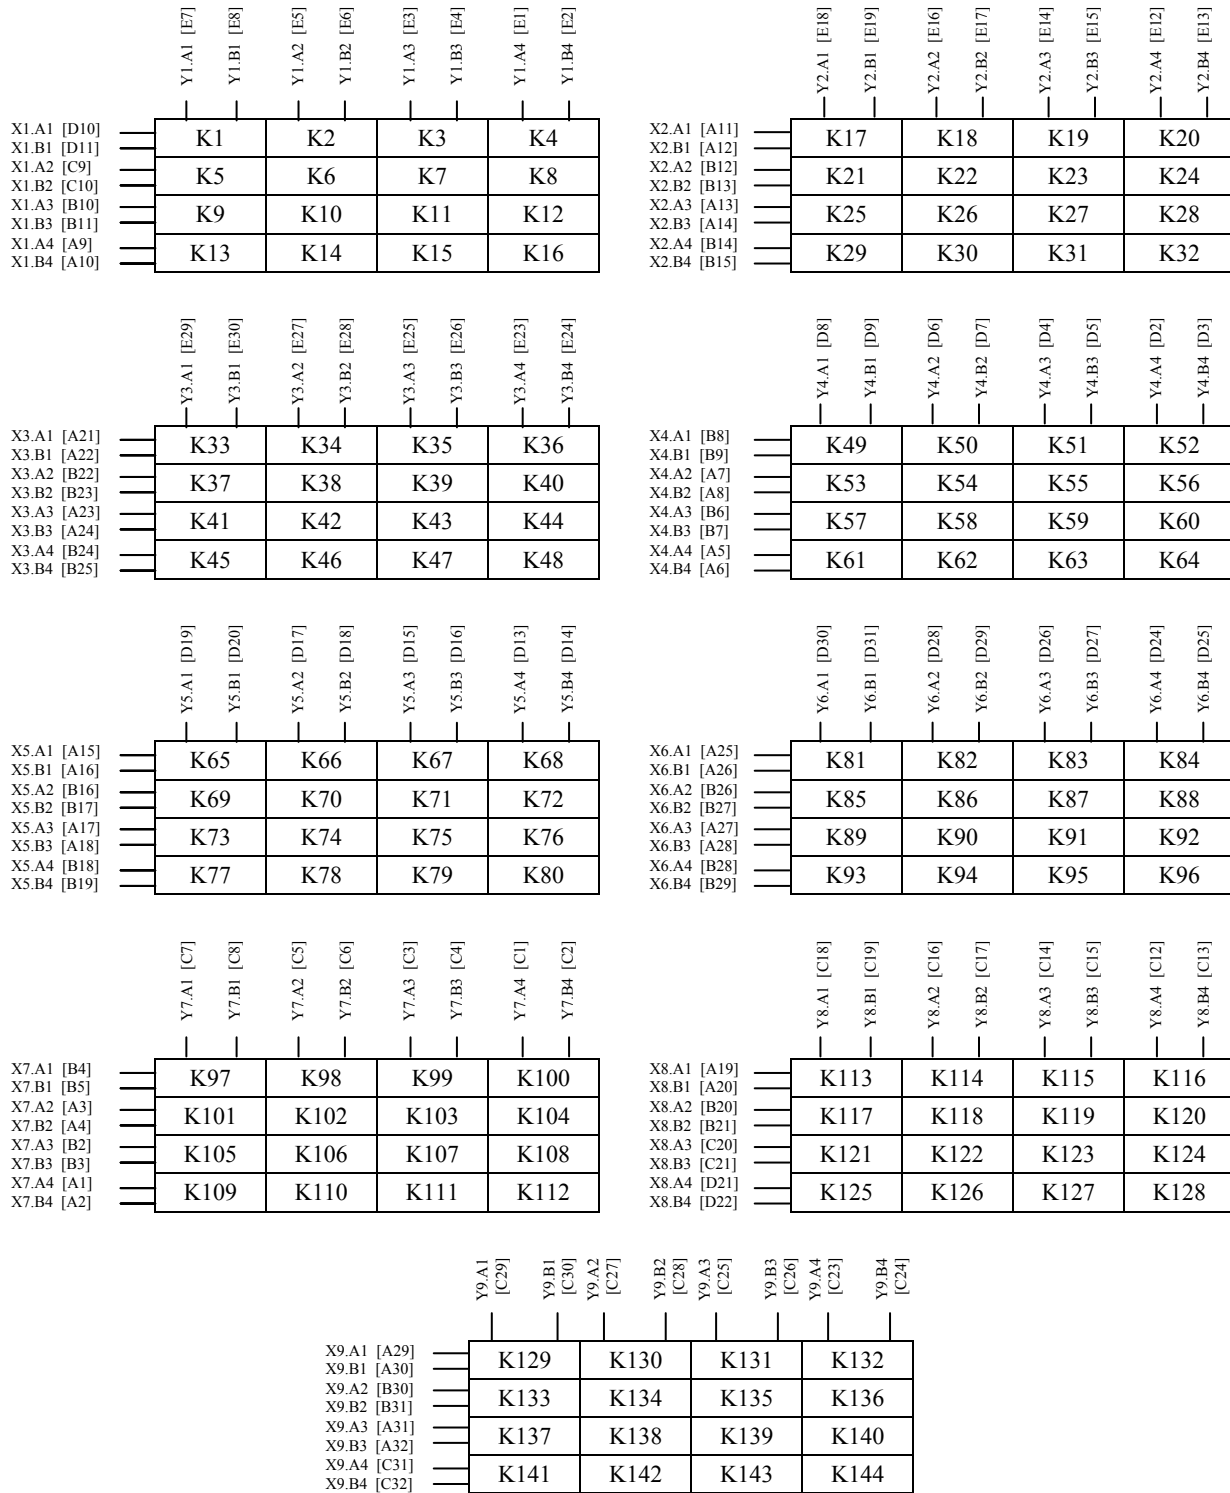 Y1.A1 [E7] Y1.B1 [E8] Y1.A2 [E5] Y1.B2 [E6] Y1.A3 [E3] Y1.B3 [E4] Y1.A4 [E1] Y1.B4 [E2]
X1.A1 [D10]
X1.B1 [D11]
X1.A2 [C9]
X1.B2 [C10]
X1.A3 [B10]
X1.B3 [B11]
X1.A4 [A9]
X1.B4 [A10]
K1 K2 K3 K4
K5 K6 K7 K8
K9 K10 K11 K12
K13 K14 K15 K16
Y2.A1 [E18] Y2.B1 [E19] Y2.A2 [E16] Y2.B2 [E17] Y2.A3 [E14] Y2.B3 [E15] Y2.A4 [E12] Y2.B4 [E13]
X2.A1 [A11]
X2.B1 [A12]
X2.A2 [B12]
X2.B2 [B13]
X2.A3 [A13]
X2.B3 [A14]
X2.A4 [B14]
X2.B4 [B15]
K17 K18 K19 K20
K21 K22 K23 K24
K25 K26 K27 K28
K29 K30 K31 K32
Y3.A1 [E29] Y3.B1 [E30] Y3.A2 [E27] Y3.B2 [E28] Y3.A3 [E25] Y3.B3 [E26] Y3.A4 [E23] Y3.B4 [E24]
X3.A1 [A21]
X3.B1 [A22]
X3.A2 [B22]
X3.B2 [B23]
X3.A3 [A23]
X3.B3 [A24]
X3.A4 [B24]
X3.B4 [B25]
K33 K34 K35 K36
K37 K38 K39 K40
K41 K42 K43 K44
K45 K46 K47 K48
Y4.A1 [D8] Y4.B1 [D9] Y4.A2 [D6] Y4.B2 [D7] Y4.A3 [D4] Y4.B3 [D5] Y4.A4 [D2] Y4.B4 [D3]
X4.A1 [B8]
X4.B1 [B9]
X4.A2 [A7]
X4.B2 [A8]
X4.A3 [B6]
X4.B3 [B7]
X4.A4 [A5]
X4.B4 [A6]
K49 K50 K51 K52
K53 K54 K55 K56
K57 K58 K59 K60
K61 K62 K63 K64
Y5.A1 [D19] Y5.B1 [D20] Y5.A2 [D17] Y5.B2 [D18] Y5.A3 [D15] Y5.B3 [D16] Y5.A4 [D13] Y5.B4 [D14]
X5.A1 [A15]
X5.B1 [A16]
X5.A2 [B16]
X5.B2 [B17]
X5.A3 [A17]
X5.B3 [A18]
X5.A4 [B18]
X5.B4 [B19]
K65 K66 K67 K68
K69 K70 K71 K72
K73 K74 K75 K76
K77 K78 K79 K80
Y6.A1 [D30] Y6.B1 [D31] Y6.A2 [D28] Y6.B2 [D29] Y6.A3 [D26] Y6.B3 [D27] Y6.A4 [D24] Y6.B4 [D25]
X6.A1 [A25]
X6.B1 [A26]
X6.A2 [B26]
X6.B2 [B27]
X6.A3 [A27]
X6.B3 [A28]
X6.A4 [B28]
X6.B4 [B29]
K81 K82 K83 K84
K85 K86 K87 K88
K89 K90 K91 K92
K93 K94 K95 K96
Y7.A1 [C7] Y7.B1 [C8] Y7.A2 [C5] Y7.B2 [C6] Y7.A3 [C3] Y7.B3 [C4] Y7.A4 [C1] Y7.B4 [C2]
X7.A1 [B4]
X7.B1 [B5]
X7.A2 [A3]
X7.B2 [A4]
X7.A3 [B2]
X7.B3 [B3]
X7.A4 [A1]
X7.B4 [A2]
K97 K98 K99 K100
K101 K102 K103 K104
K105 K106 K107 K108
K109 K110 K111 K112
Y8.A1 [C18] Y8.B1 [C19] Y8.A2 [C16] Y8.B2 [C17] Y8.A3 [C14] Y8.B3 [C15] Y8.A4 [C12] Y8.B4 [C13]
X8.A1 [A19]
X8.B1 [A20]
X8.A2 [B20]
X8.B2 [B21]
X8.A3 [C20]
X8.B3 [C21]
X8.A4 [D21]
X8.B4 [D22]
K113 K114 K115 K116
K117 K118 K119 K120
K121 K122 K123 K124
K125 K126 K127 K128
Y9.A1 [C29] Y9.B1 [C30] Y9.A2 [C27] Y9.B2 [C28] Y9.A3 [C25] Y9.B3 [C26] Y9.A4 [C23] Y9.B4 [C24]
X9.A1 [A29]
X9.B1 [A30]
X9.A2 [B30]
X9.B2 [B31]
X9.A3 [A31]
X9.B3 [A32]
X9.A4 [C31]
X9.B4 [C32]
K129 K130 K131 K132
K133 K134 K135 K136
K137 K138 K139 K140
K141 K142 K143 K144